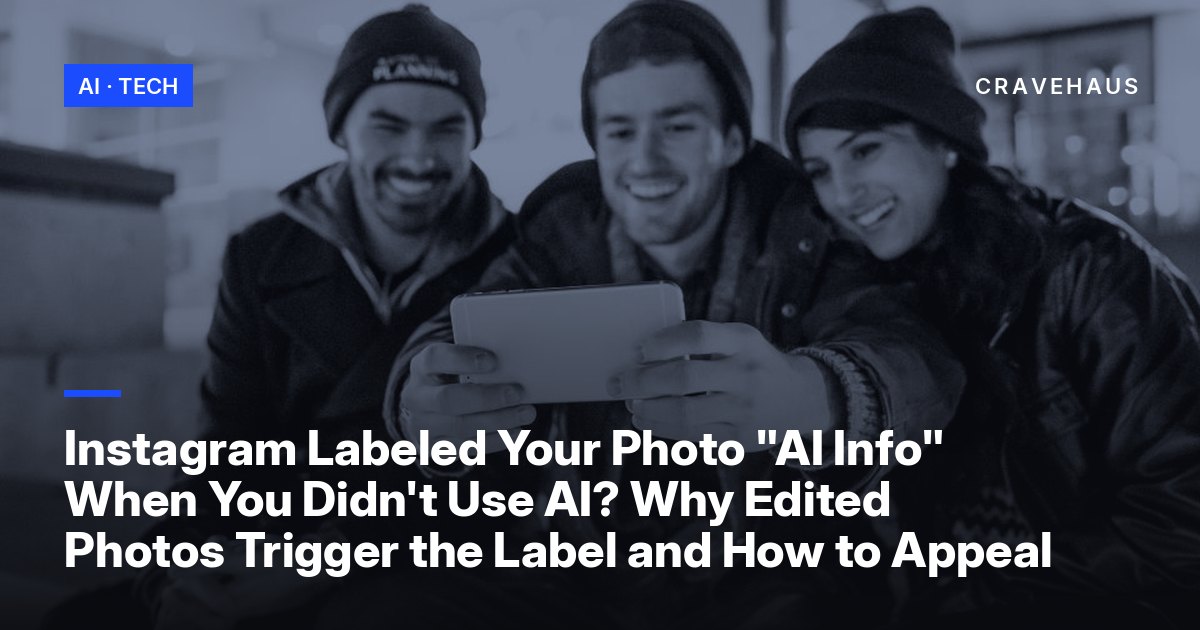 AI · TECH
CRAVEHAUS
PLANNING
Instagram Labeled Your Photo "AI Info"
When You Didn't Use AI? Why Edited
Photos Trigger the Label and How to Appeal